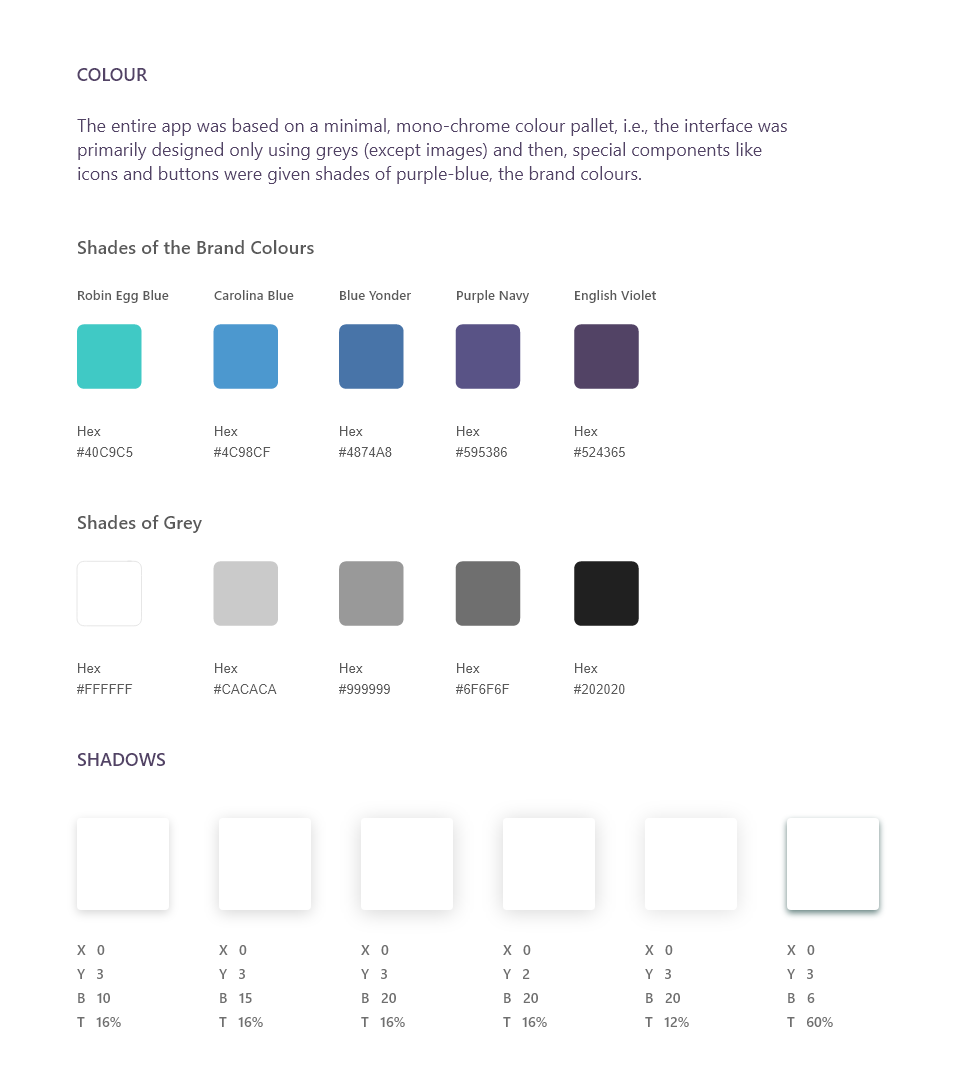 COLOUR
The entire app was based on a minimal, mono-chrome colour pallet, i.e., the interface was
primarily designed only using greys (except images) and then, special components like
icons and buttons were given shades of purple-blue, the brand colours.
Shades of the Brand Colours
Robin Egg Blue Carolina Blue Blue Yonder Purple Navy English Violet
Hex Hex Hex Hex Hex
#40C9C5 #4C98CF #4874A8 #595386 #524365
Shades of Grey
Hex Hex Hex Hex Hex
#FFFFFF #CACACA #999999 #6F6F6F #202020
SHADOWS
X 0 X 0 X 0 X 0 X 0 X 0
Y 3 Y 3 Y 3 Y 2 Y 3 Y 3
B 10 B 15 B 20 B 20 B 20 B 6
T 16% T 16% T 16% T 16% T 12% T 60%